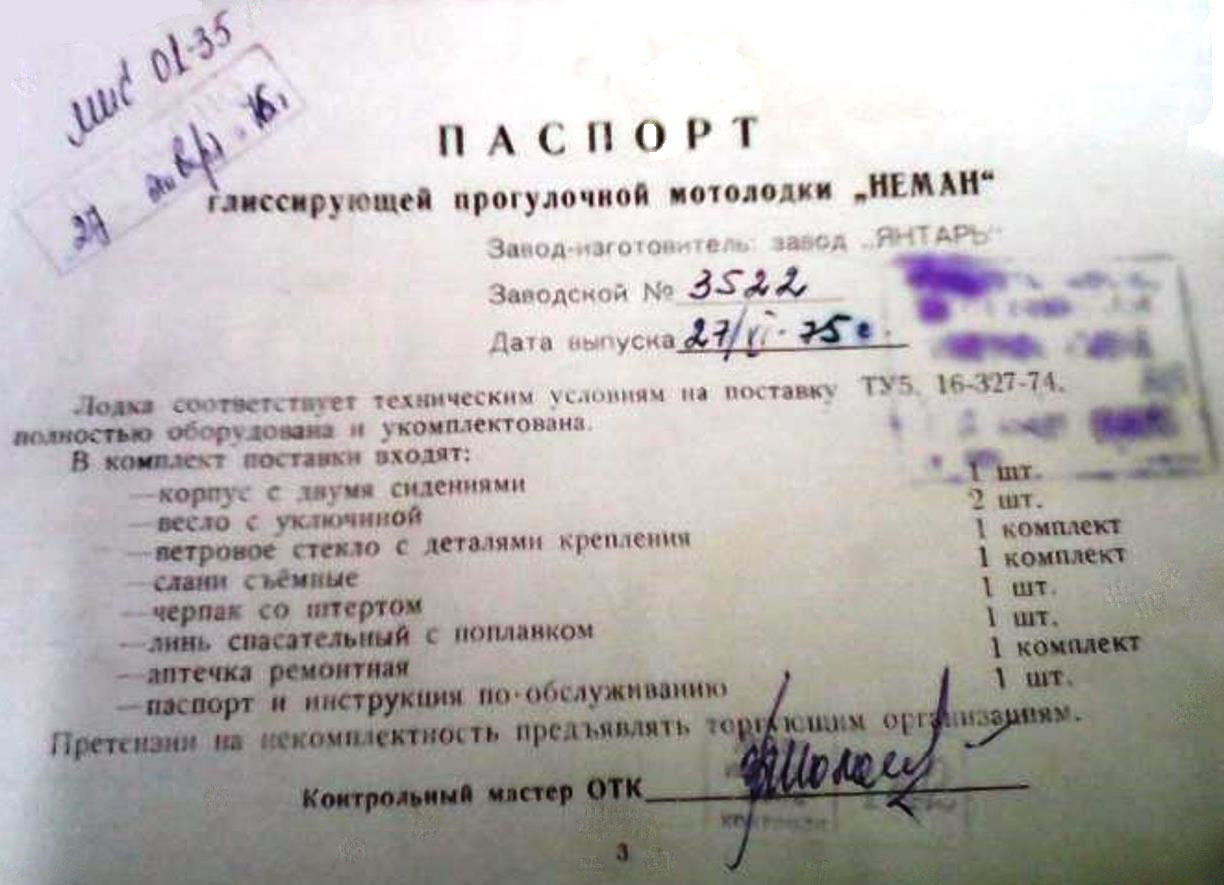 01-35
27
ПАСПОРТ
глиссирующей прогулочной мотолодки „НЕМАН“
Завод-изготовитель: завод „ЯНТАРЬ“
Заводской № 3522
Дата выпуска 27/VI-75 г.
Лодка соответствует техническим условиям на поставку ТУ5. 16-327-74.
полностью оборудована и укомплектована.
В комплект поставки входят:
—корпус с двумя сидениями 1 шт.
—весло с уключиной 2 шт.
—ветровое стекло с деталями крепления 1 комплект
—слани съёмные 1 комплект
—черпак со штертом 1 шт.
—линь спасательный с поплавком 1 шт.
—аптечка ремонтная 1 комплект
—паспорт и инструкция по обслуживанию 1 шт.
Претензии на некомплектность предъявлять торгующим организациям.
Контрольный мастер ОТК
3